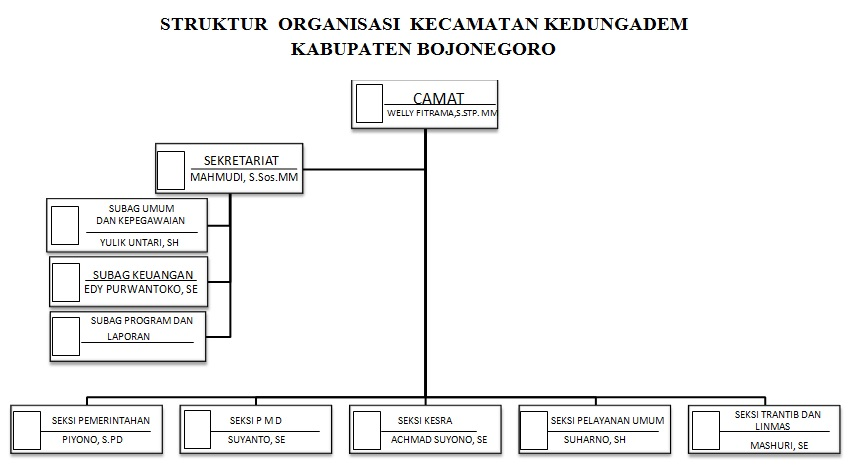 STRUKTUR ORGANISASI KECAMATAN KEDUNGADEM
KABUPATEN BOJONEGORO
CAMAT
WELLY FITRAMA,S.STP. MM
SEKRETARIAT
MAHMUDI, S.Sos.MM
SUBAG UMUM
DAN KEPEGAWAIAN
YULIK UNTARI, SH
SUBAG KEUANGAN
EDY PURWANTOKO, SE
SUBAG PROGRAM DAN
LAPORAN
SEKSI PEMERINTAHAN
PIYONO, S.PD
SEKSI P M D
SUYANTO, SE
SEKSI KESRA
ACHMAD SUYONO, SE
SEKSI PELAYANAN UMUM
SUHARNO, SH
SEKSI TRANTIB DAN
LINMAS
MASHURI, SE